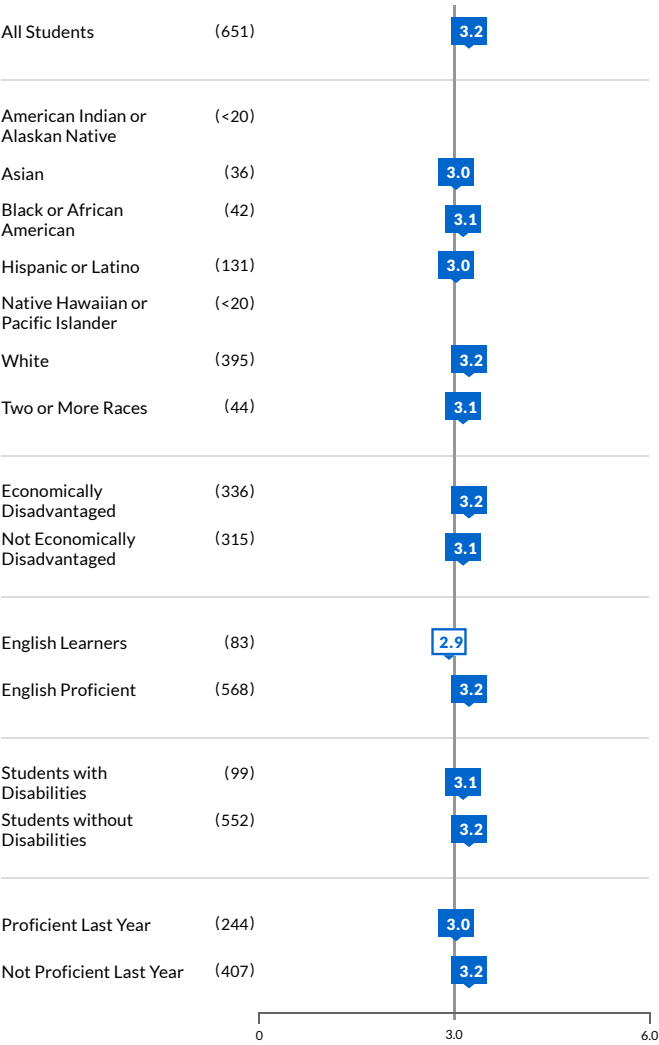 All Students (651) 3.2
American Indian or (<20)
Alaskan Native
Asian (36) 3.0
Black or African (42) 3.1
American
Hispanic or Latino (131) 3.0
Native Hawaiian or (<20)
Pacific Islander
White (395) 3.2
Two or More Races (44) 3.1
Economically (336) 3.2
Disadvantaged
Not Economically (315) 3.1
Disadvantaged
English Learners (83) 2.9
English Proficient (568) 3.2
Students with (99) 3.1
Disabilities
Students without (552) 3.2
Disabilities
Proficient Last Year (244) 3.0
Not Proficient Last Year (407) 3.2
0 3.0 6.0